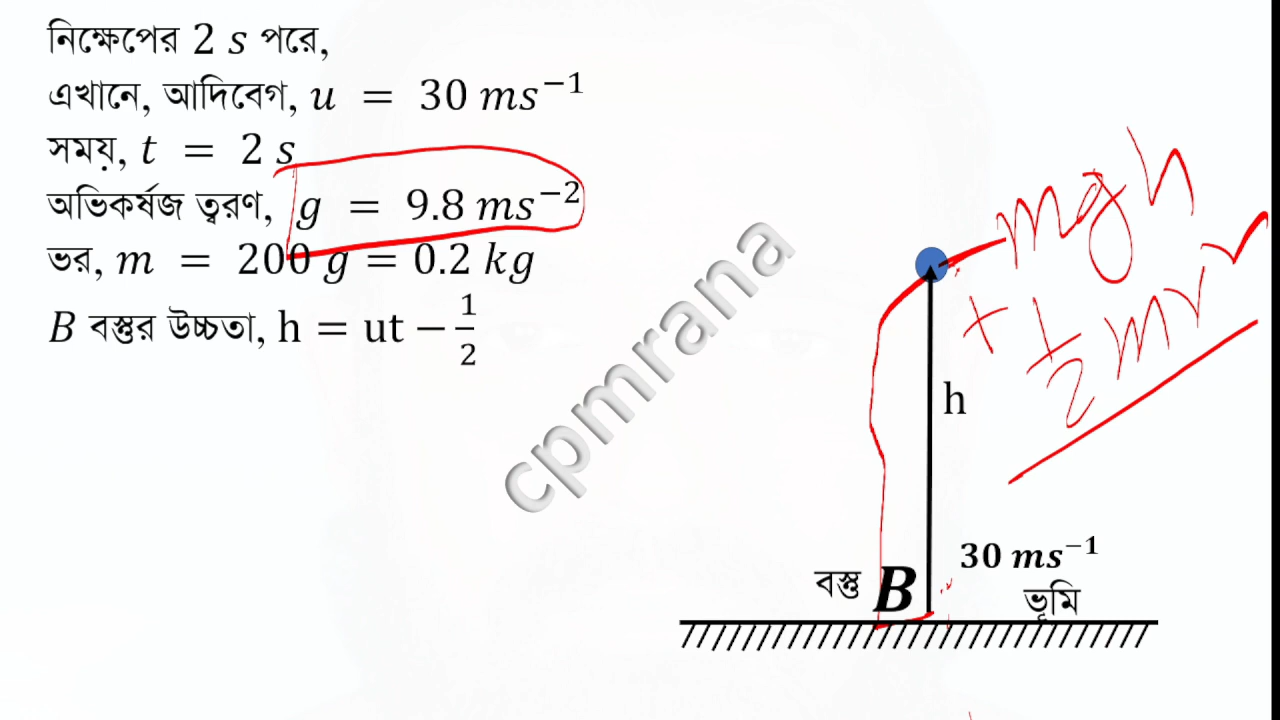 নিক্ষেপের 2 s পরে,
এখানে, আদিবেগ, u = 30 ms⁻¹
সময়, t = 2 s
অভিকর্ষজ ত্বরণ, g = 9.8 ms⁻²
ভর, m = 200 g = 0.2 kg
B বস্তুর উচ্চতা, h = ut − 1/2
mgh
+ 1/2 mv
h
cpmrana
30 ms⁻¹
বস্তু B
ভূমি